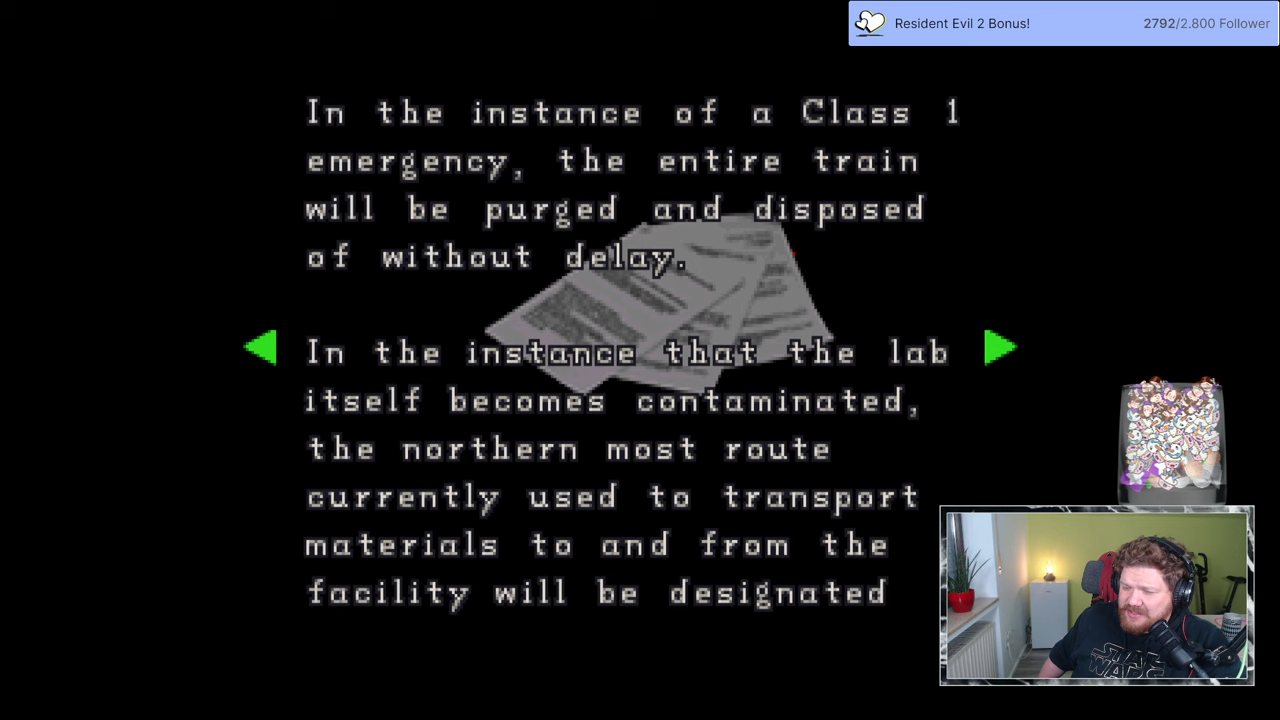 Resident Evil 2 Bonus! 2792/2.800 Follower
In the instance of a Class 1
emergency, the entire train
will be purged and disposed
of without delay.
In the instance that the lab
itself becomes contaminated,
the northern most route
currently used to transport
materials to and from the
facility will be designated
STAR
WARS